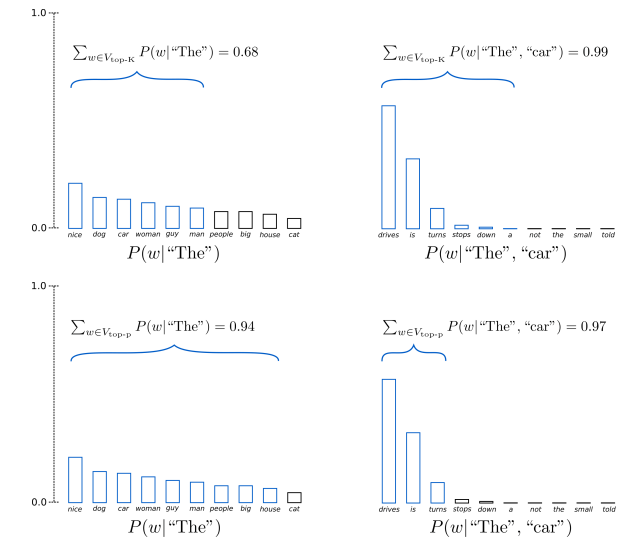 1.0
∑w∈Vtop-K P(w|“The”) = 0.68
∑w∈Vtop-K P(w|“The”, “car”) = 0.99
0.0
nice dog car woman guy man people big house cat
drives is turns stops down a not the small told
P(w|“The”)
P(w|“The”, “car”)
1.0
∑w∈Vtop-p P(w|“The”) = 0.94
∑w∈Vtop-p P(w|“The”, “car”) = 0.97
0.0
nice dog car woman guy man people big house cat
drives is turns stops down a not the small told
P(w|“The”)
P(w|“The”, “car”)